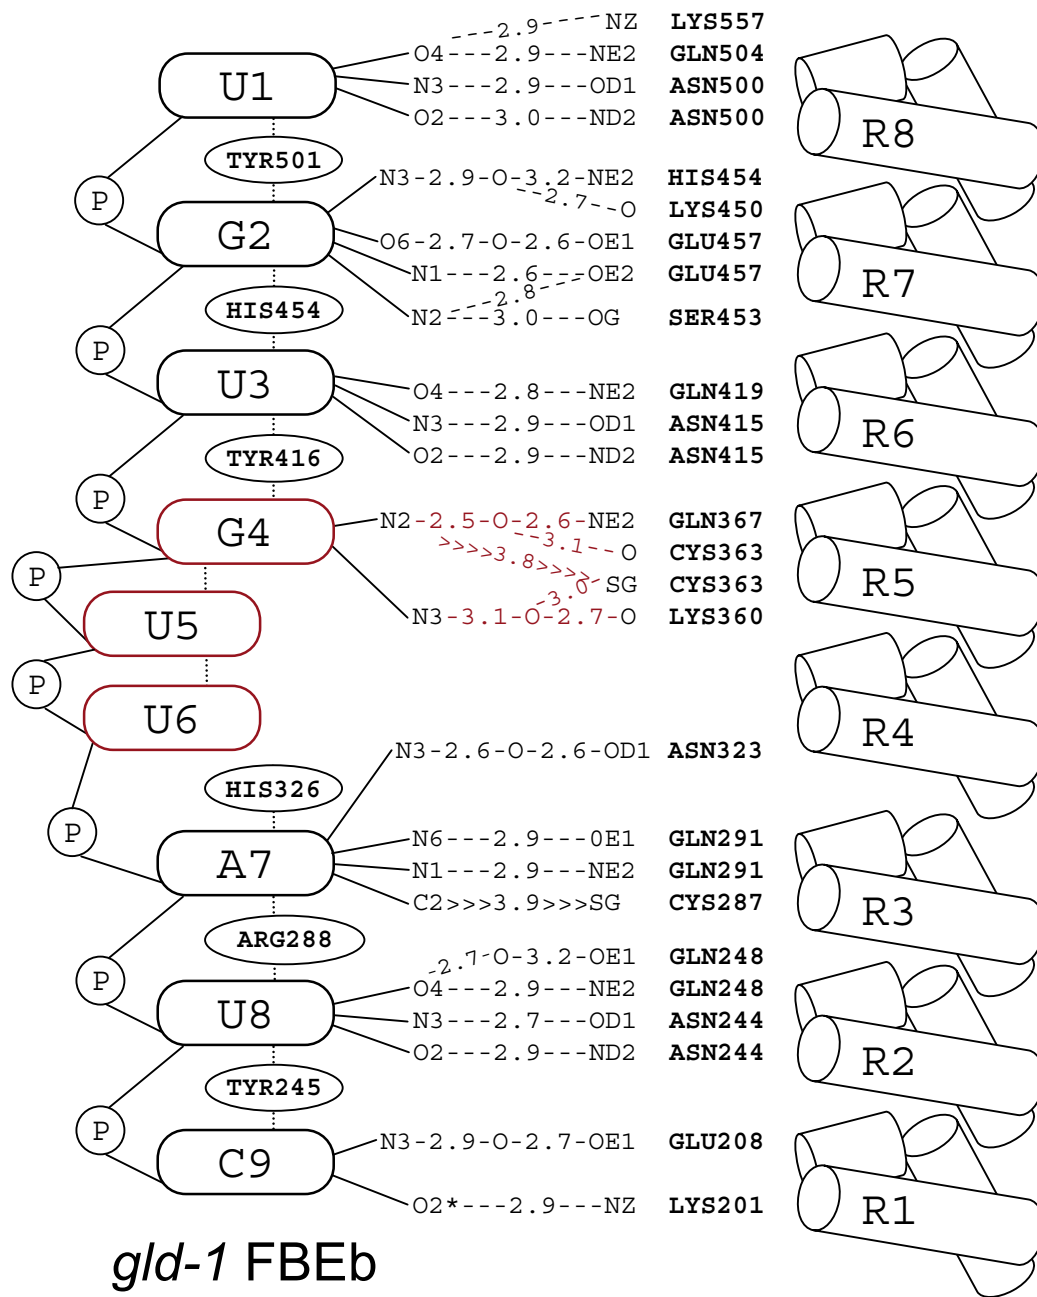 ---2.9-----NZ LYS557
O4---2.9---NE2 GLN504
U1
N3---2.9---OD1 ASN500
O2---3.0---ND2 ASN500
R8
TYR501
N3-2.9-O-3.2-NE2 HIS454
P
--2.7--O LYS450
G2
O6-2.7-O-2.6-OE1 GLU457
N1---2.6---OE2 GLU457
R7
--2.8---
HIS454
N2---3.0---OG SER453
P
U3
O4---2.8---NE2 GLN419
N3---2.9---OD1 ASN415
R6
O2---2.9---ND2 ASN415
TYR416
P
G4
N2-2.5-O-2.6-NE2 GLN367
--3.1--O CYS363
>>>>3.8>>>>SG CYS363
R5
P
-3.0-
U5
N3-3.1-O-2.7-O LYS360
P
U6
R4
N3-2.6-O-2.6-OD1 ASN323
HIS326
P
N6---2.9---0E1 GLN291
A7
N1---2.9---NE2 GLN291
C2>>>3.9>>>SG CYS287
R3
ARG288
-2.7-O-3.2-OE1 GLN248
P
O4---2.9---NE2 GLN248
U8
N3---2.7---OD1 ASN244
O2---2.9---ND2 ASN244
R2
TYR245
P
N3-2.9-O-2.7-OE1 GLU208
C9
O2*---2.9---NZ LYS201
R1
gld-1 FBEb